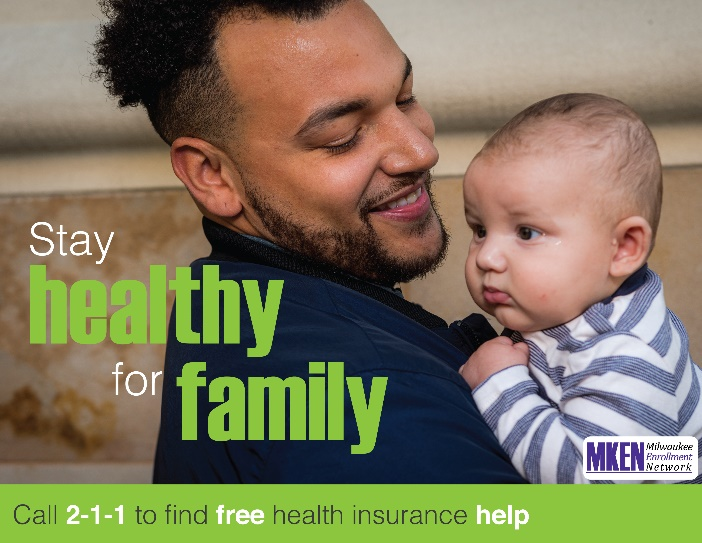 Stay
healthy
for family
MKEN Milwaukee
Enrollment
Network
Call 2-1-1 to find free health insurance help